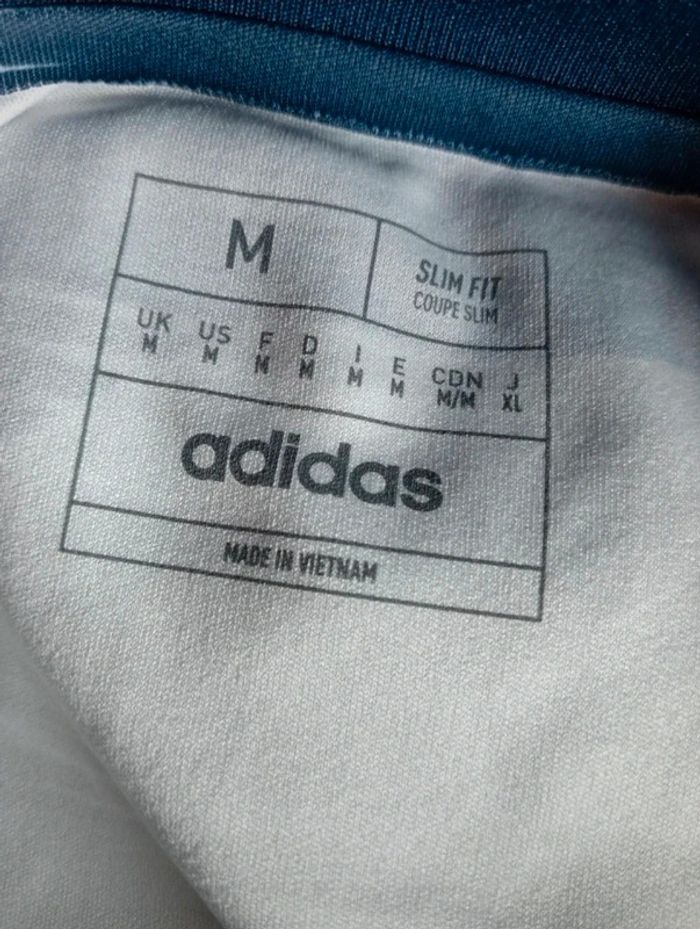 M
SLIM FIT
COUPE SLIM
UK US F D I E CDN J
M M M M M M M/M XL
adidas
MADE IN VIETNAM